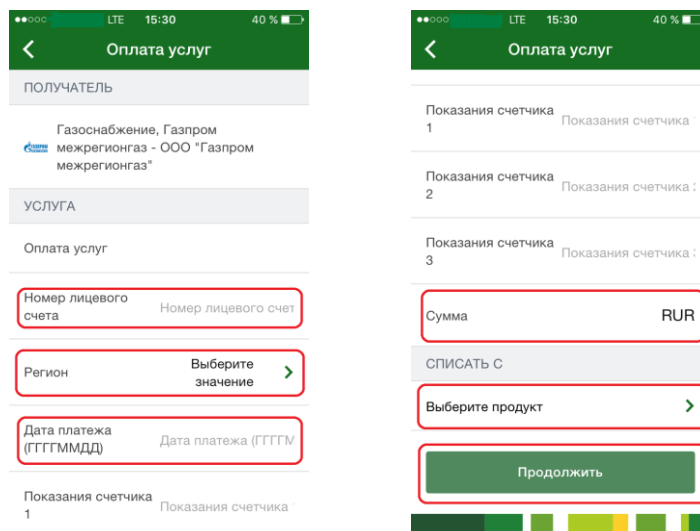 LTE 15:30 40 %
Оплата услуг
ПОЛУЧАТЕЛЬ
Газоснабжение, Газпром
межрегионгаз - ООО "Газпром
межрегионгаз"
УСЛУГА
Оплата услуг
Номер лицевого
счета
Номер лицевого счет
Регион
Выберите
значение
Дата платежа
(ГГГГММДД)
Дата платежа (ГГГГМ
Показания счетчика
1
Показания счетчика
LTE 15:30 40 %
Оплата услуг
Показания счетчика
1
Показания счетчика
Показания счетчика
2
Показания счетчика
Показания счетчика
3
Показания счетчика
Сумма
RUR
СПИСАТЬ С
Выберите продукт
Продолжить